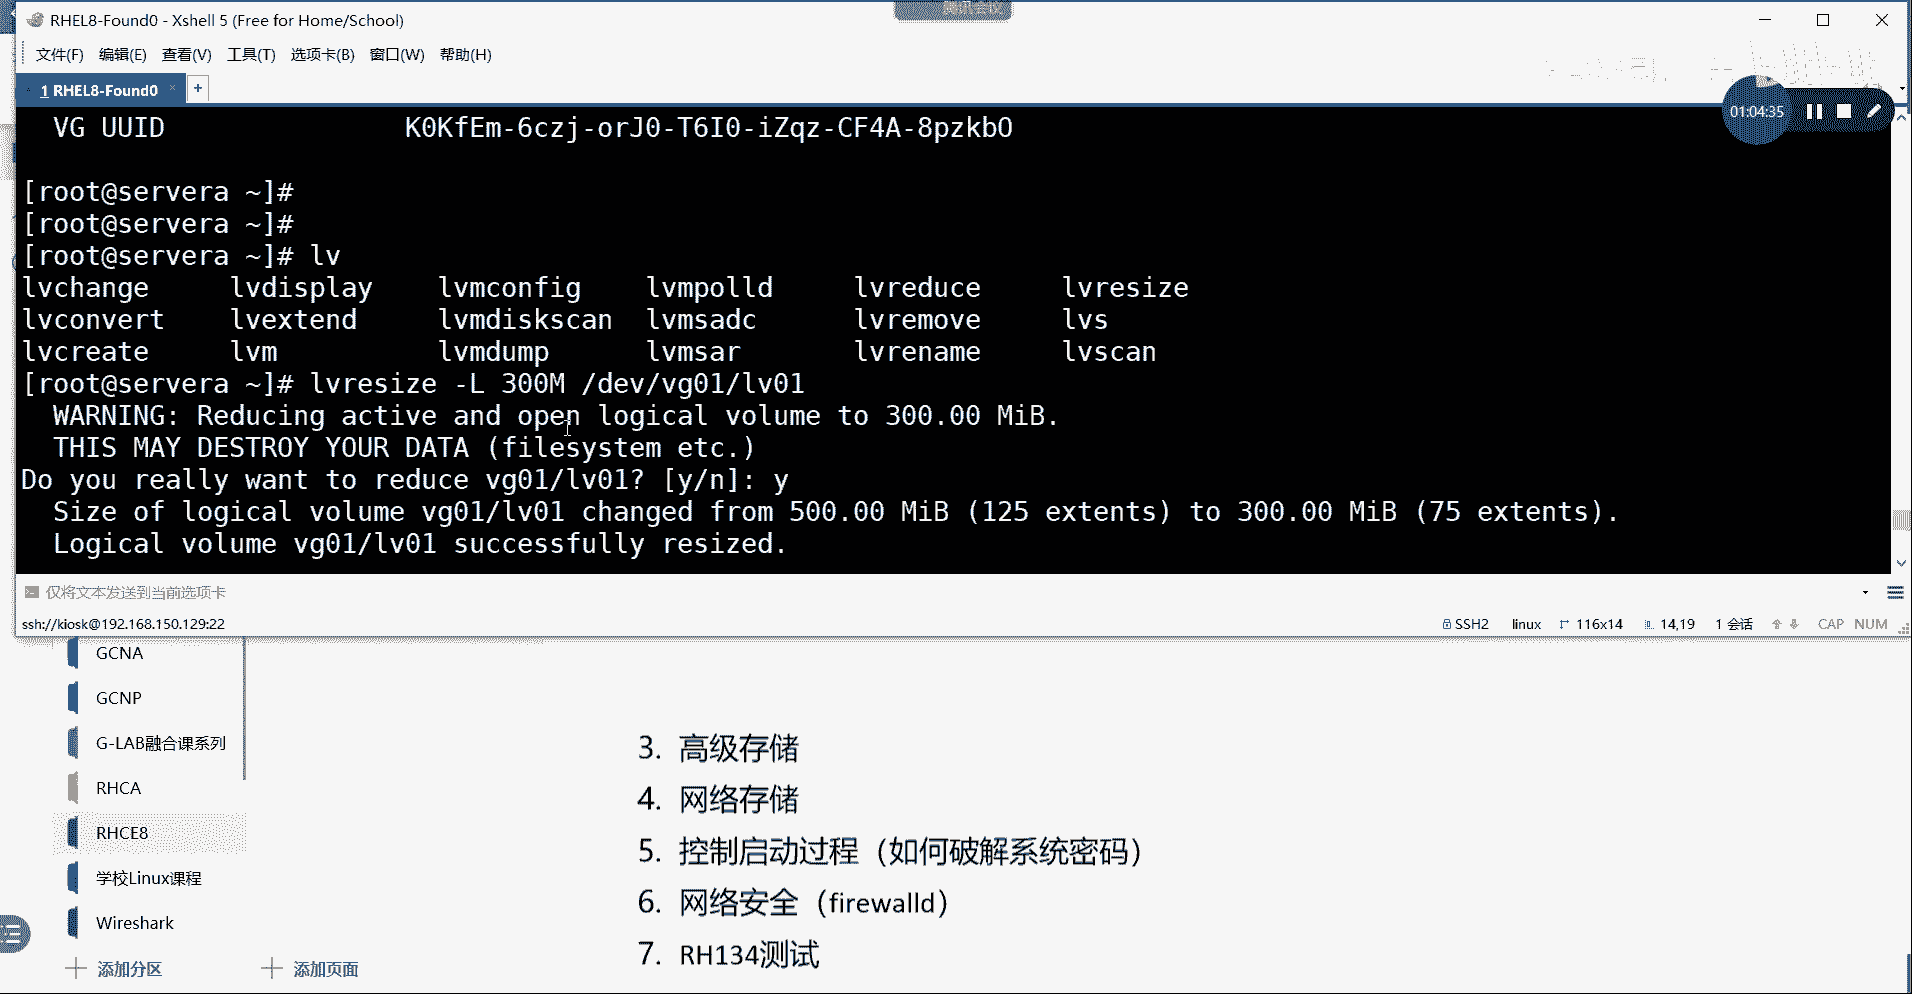 腾讯会议
RHEL8-Found0 - Xshell 5 (Free for Home/School)
文件(F) 编辑(E) 查看(V) 工具(T) 选项卡(B) 窗口(W) 帮助(H)
1 RHEL8-Found0 × +
01:04:35
VG UUID K0KfEm-6czj-orJ0-T6I0-iZqz-CF4A-8pzkbO
[root@servera ~]#
[root@servera ~]#
[root@servera ~]# lv
lvchange lvdisplay lvmconfig lvmpolld lvreduce lvresize
lvconvert lvextend lvmdiskscan lvmsadc lvremove lvs
lvcreate lvm lvmdump lvmsar lvrename lvscan
[root@servera ~]# lvresize -L 300M /dev/vg01/lv01
WARNING: Reducing active and open logical volume to 300.00 MiB.
THIS MAY DESTROY YOUR DATA (filesystem etc.)
Do you really want to reduce vg01/lv01? [y/n]: y
Size of logical volume vg01/lv01 changed from 500.00 MiB (125 extents) to 300.00 MiB (75 extents).
Logical volume vg01/lv01 successfully resized.
仅将文本发送到当前选项卡
ssh://kiosk@192.168.150.129:22 SSH2 linux 116x14 14,19 1 会话 CAP NUM
GCNA
GCNP
G-LAB融合课系列
RHCA
RHCE8
学校Linux课程
Wireshark
添加分区 添加页面
3. 高级存储
4. 网络存储
5. 控制启动过程（如何破解系统密码）
6. 网络安全（firewalld）
7. RH134测试